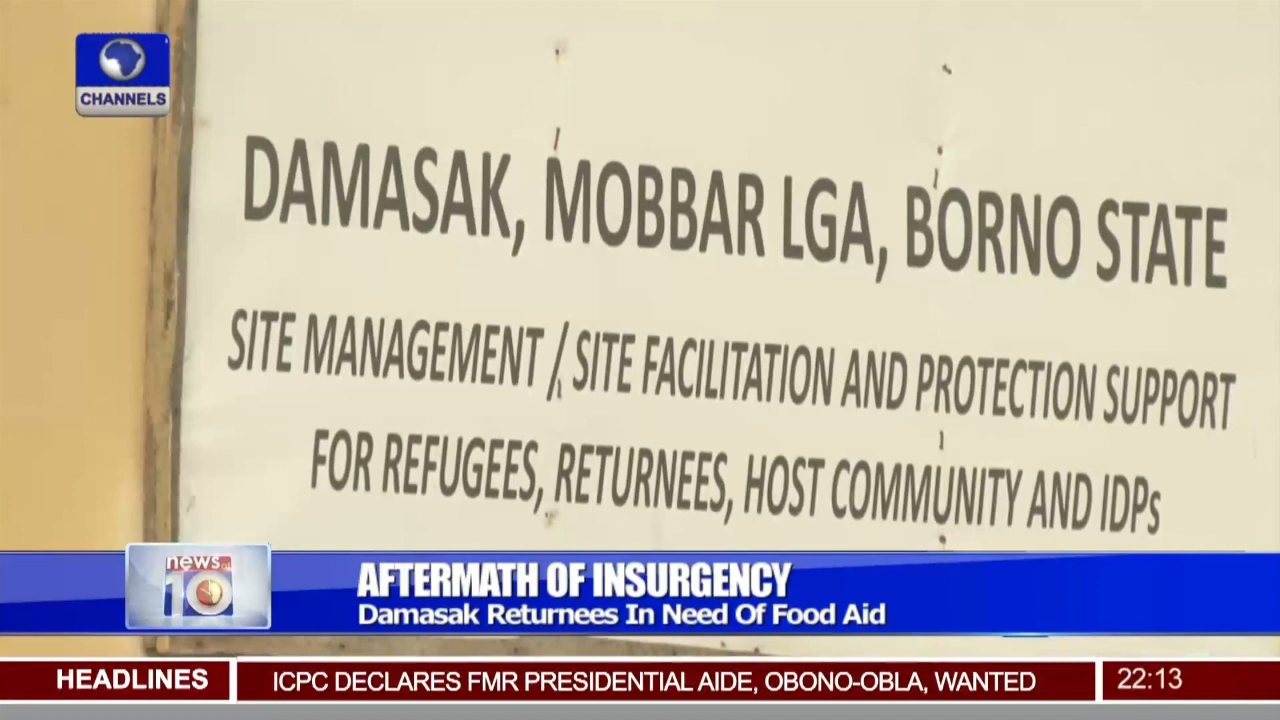 CHANNELS
DAMASAK, MOBBAR LGA, BORNO STATE
SITE MANAGEMENT / SITE FACILITATION AND PROTECTION SUPPORT
FOR REFUGEES, RETURNEES, HOST COMMUNITY AND IDPs
news at
10
AFTERMATH OF INSURGENCY
Damasak Returnees In Need Of Food Aid
HEADLINES
ICPC DECLARES FMR PRESIDENTIAL AIDE, OBONO-OBLA, WANTED
22:13